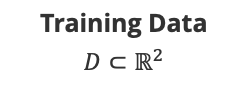 Training Data
D ⊂ ℝ²